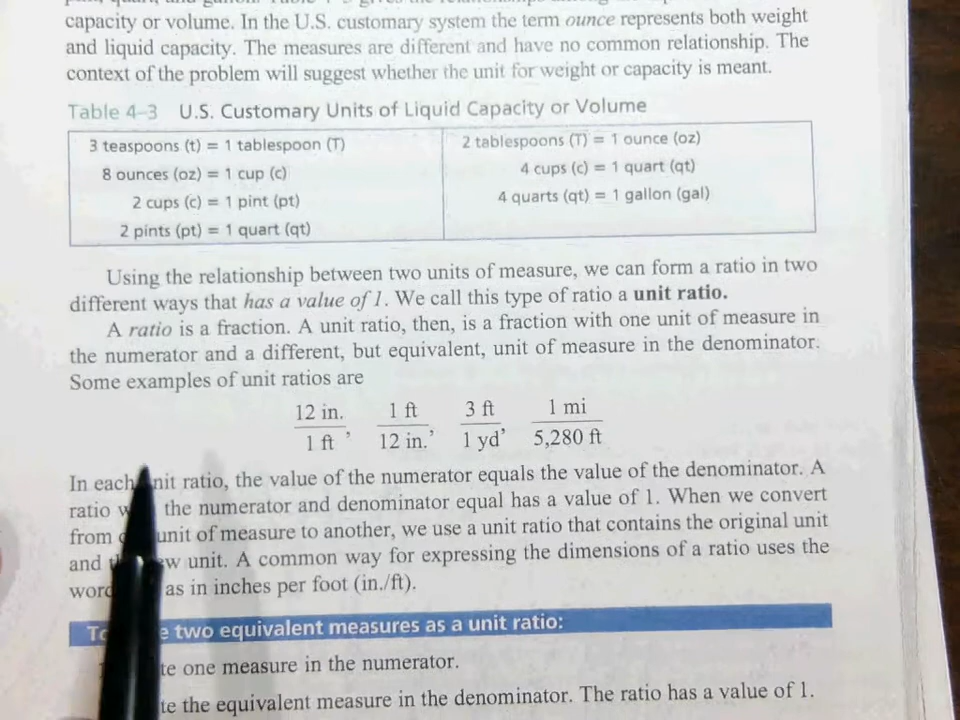 capacity or volume. In the U.S. customary system the term ounce represents both weight
and liquid capacity. The measures are different and have no common relationship. The
context of the problem will suggest whether the unit for weight or capacity is meant.
Table 4-3 U.S. Customary Units of Liquid Capacity or Volume
3 teaspoons (t) = 1 tablespoon (T)
8 ounces (oz) = 1 cup (c)
2 cups (c) = 1 pint (pt)
2 pints (pt) = 1 quart (qt)
2 tablespoons (T) = 1 ounce (oz)
4 cups (c) = 1 quart (qt)
4 quarts (qt) = 1 gallon (gal)
Using the relationship between two units of measure, we can form a ratio in two
different ways that has a value of 1. We call this type of ratio a unit ratio.
A ratio is a fraction. A unit ratio, then, is a fraction with one unit of measure in
the numerator and a different, but equivalent, unit of measure in the denominator.
Some examples of unit ratios are
12 in. 1 ft 3 ft 1 mi
1 ft , 12 in., 1 yd, 5,280 ft
In each nit ratio, the value of the numerator equals the value of the denominator. A
ratio w the numerator and denominator equal has a value of 1. When we convert
from unit of measure to another, we use a unit ratio that contains the original unit
and w unit. A common way for expressing the dimensions of a ratio uses the
word as in inches per foot (in./ft).
To e two equivalent measures as a unit ratio:
te one measure in the numerator.
te the equivalent measure in the denominator. The ratio has a value of 1.